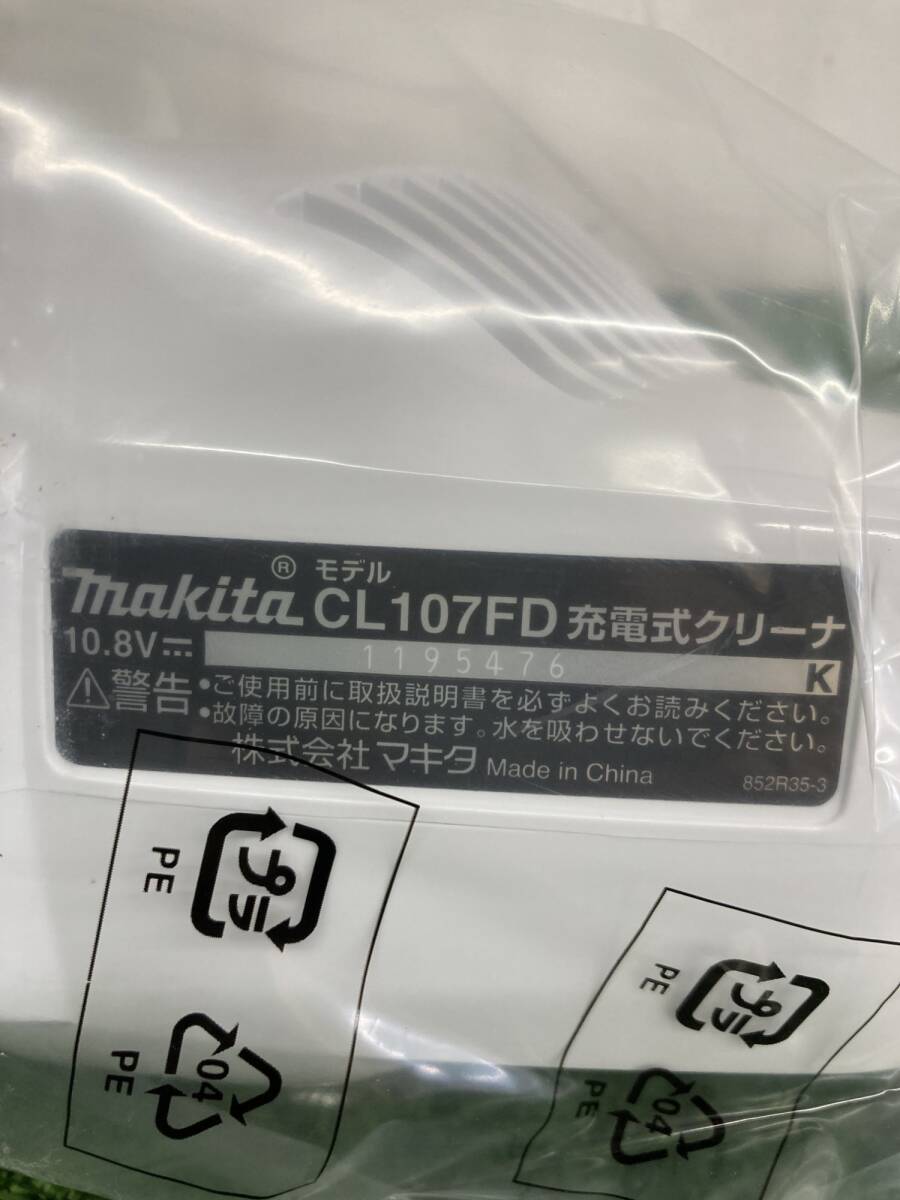 makita® モデル CL107FD 充電式クリーナ
10.8V⎓ 1195476 K
⚠警告 •ご使用前に取扱説明書を必ずよくお読みください。
•故障の原因になります。水を吸わせないでください。
株式会社 マキタ Made in China 852R35-3
プラ
PE
04
PE
プラ
PE
04
PE